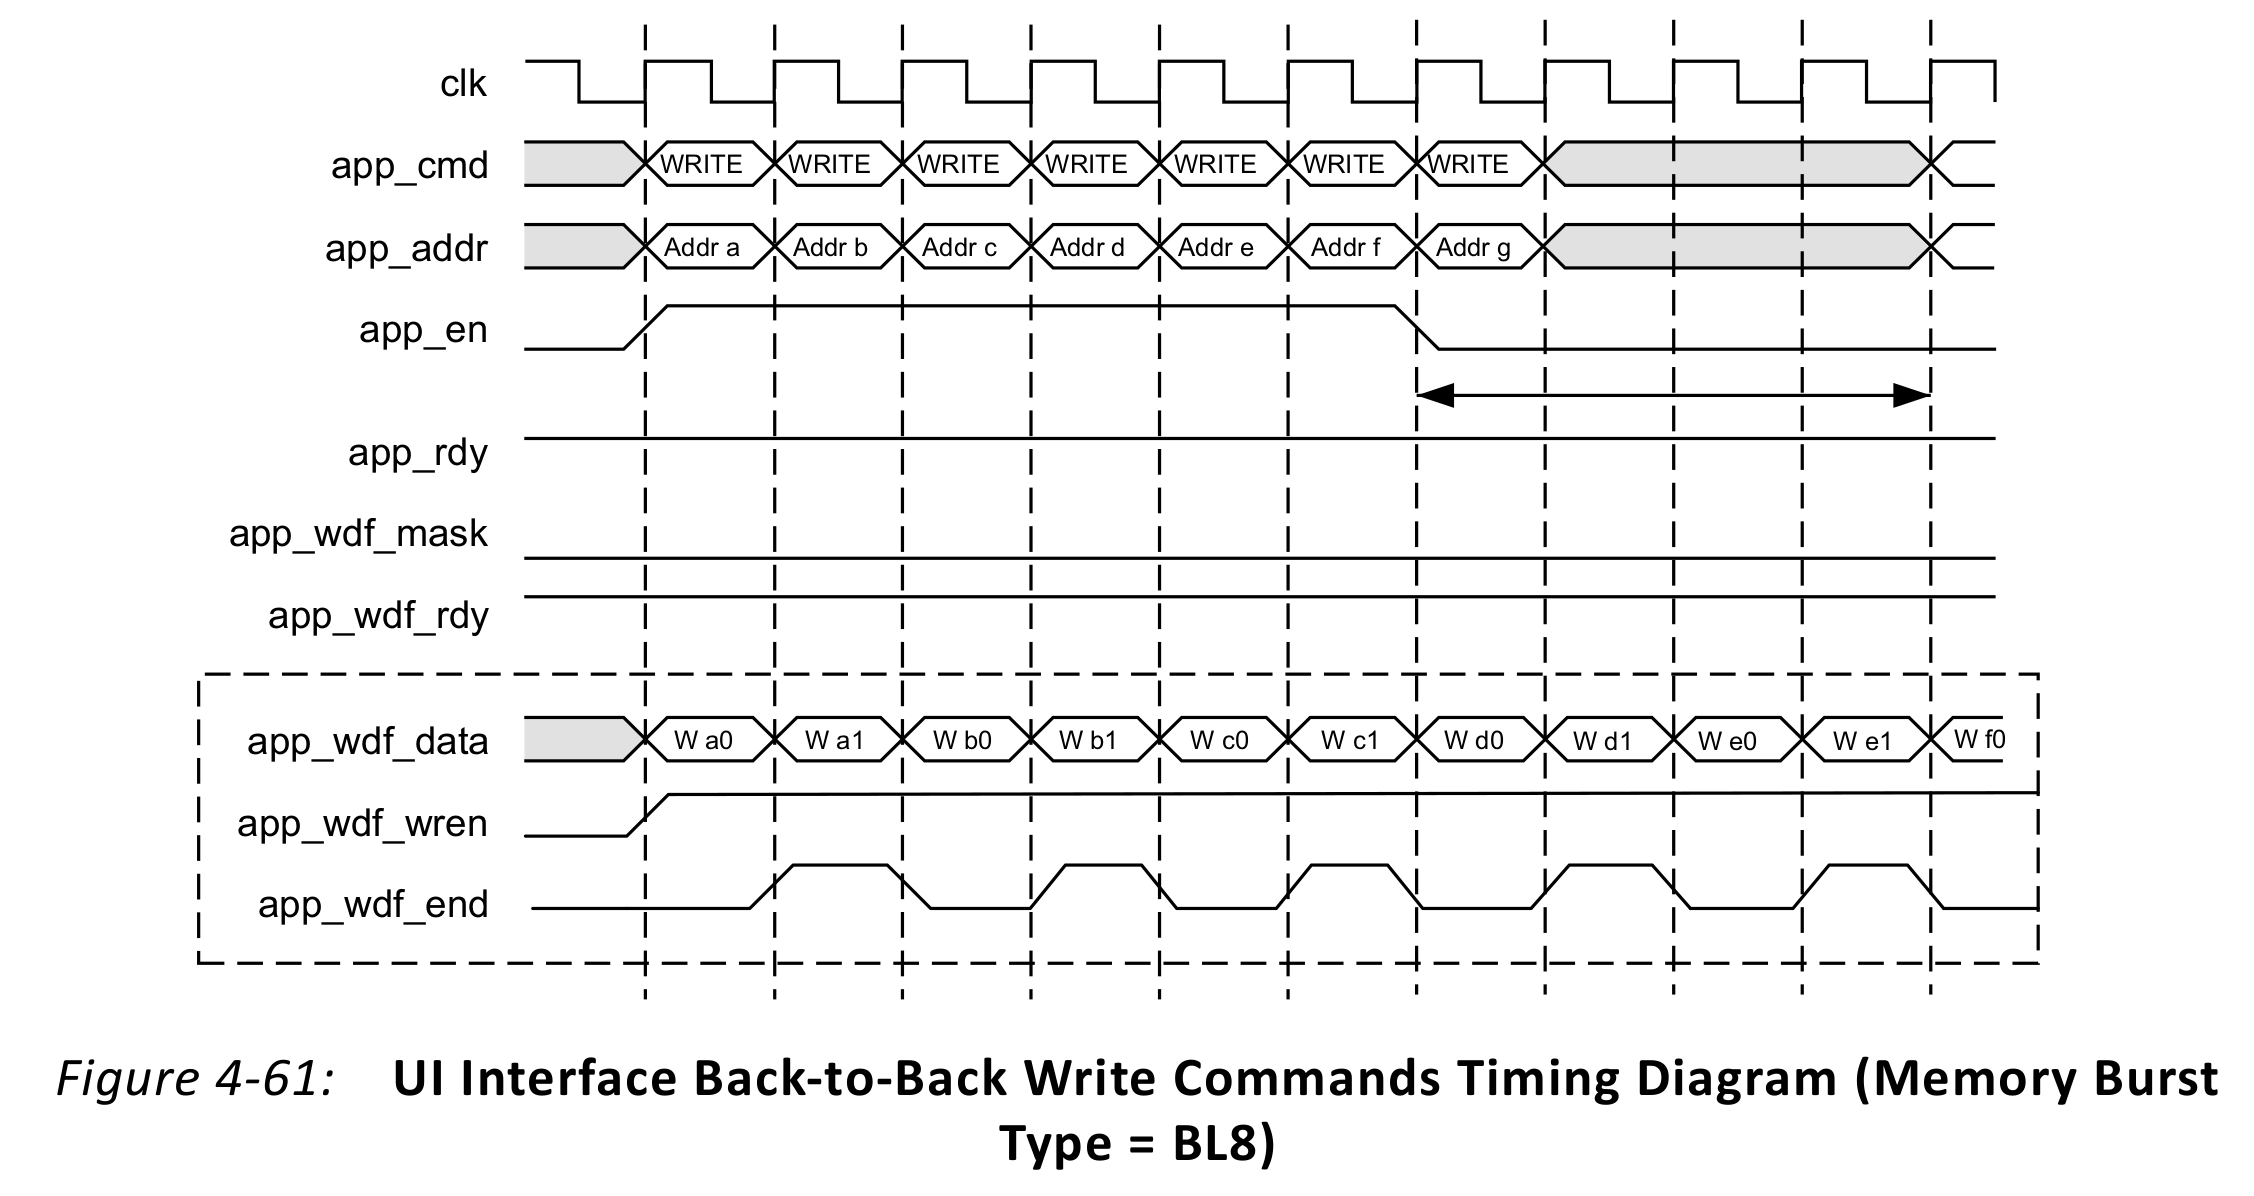 clk
app_cmd WRITE WRITE WRITE WRITE WRITE WRITE WRITE
app_addr Addr a Addr b Addr c Addr d Addr e Addr f Addr g
app_en
app_rdy
app_wdf_mask
app_wdf_rdy
app_wdf_data W a0 W a1 W b0 W b1 W c0 W c1 W d0 W d1 W e0 W e1 W f0
app_wdf_wren
app_wdf_end
Figure 4-61: UI Interface Back-to-Back Write Commands Timing Diagram (Memory Burst
Type = BL8)